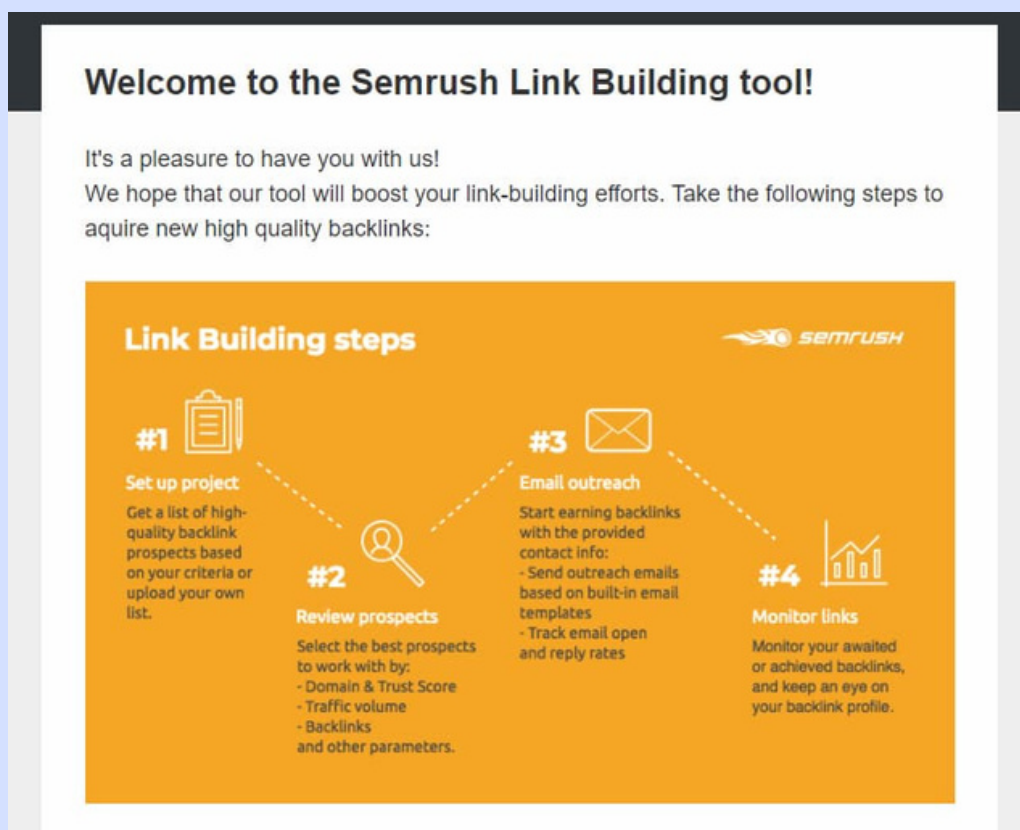 Welcome to the Semrush Link Building tool!
It's a pleasure to have you with us!
We hope that our tool will boost your link-building efforts. Take the following steps to
aquire new high quality backlinks:
Link Building steps
semrush
#1
Set up project
Get a list of high-
quality backlink
prospects based
on your criteria or
upload your own
list.
#2
Review prospects
Select the best prospects
to work with by:
- Domain & Trust Score
- Traffic volume
- Backlinks
and other parameters.
#3
Email outreach
Start earning backlinks
with the provided
contact info:
- Send outreach emails
based on built-in email
templates
- Track email open
and reply rates
#4
Monitor links
Monitor your awaited
or achieved backlinks,
and keep an eye on
your backlink profile.